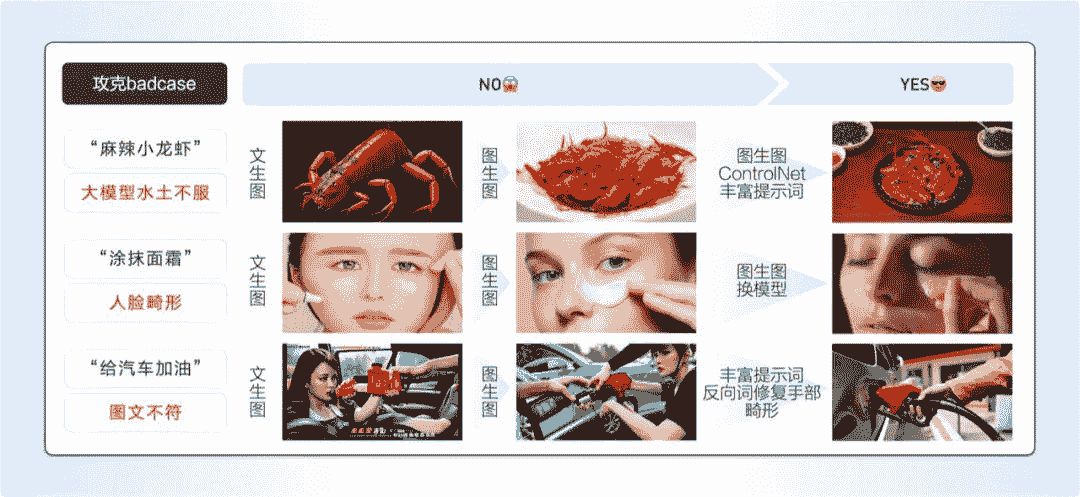 攻克badcase
NO😱
YES😎
“麻辣小龙虾”
大模型水土不服
文生图
图生图
图生图
ControlNet
丰富提示词
“涂抹面霜”
人脸畸形
文生图
图生图
图生图
换模型
“给汽车加油”
图文不符
文生图
图生图
丰富提示词
反向词修复手部
畸形